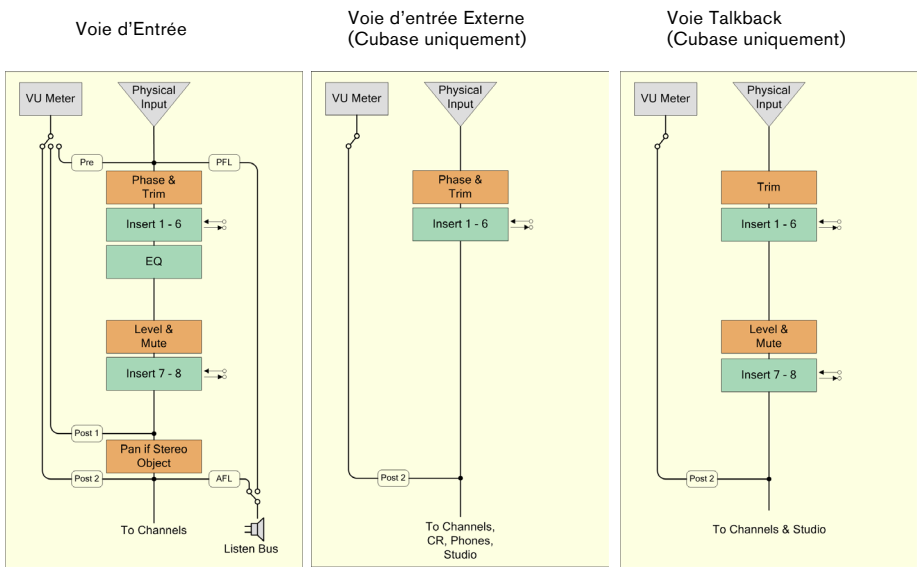 Voie d'Entrée
Voie d'entrée Externe
(Cubase uniquement)
Voie Talkback
(Cubase uniquement)
VU Meter
Physical
Input
Pre
PFL
Phase &
Trim
Insert 1 - 6
EQ
Level &
Mute
Insert 7 - 8
Post 1
Pan if Stereo
Object
Post 2
AFL
To Channels
Listen Bus
VU Meter
Physical
Input
Phase &
Trim
Insert 1 - 6
Post 2
To Channels,
CR, Phones,
Studio
VU Meter
Physical
Input
Trim
Insert 1 - 6
Level &
Mute
Insert 7 - 8
Post 2
To Channels & Studio